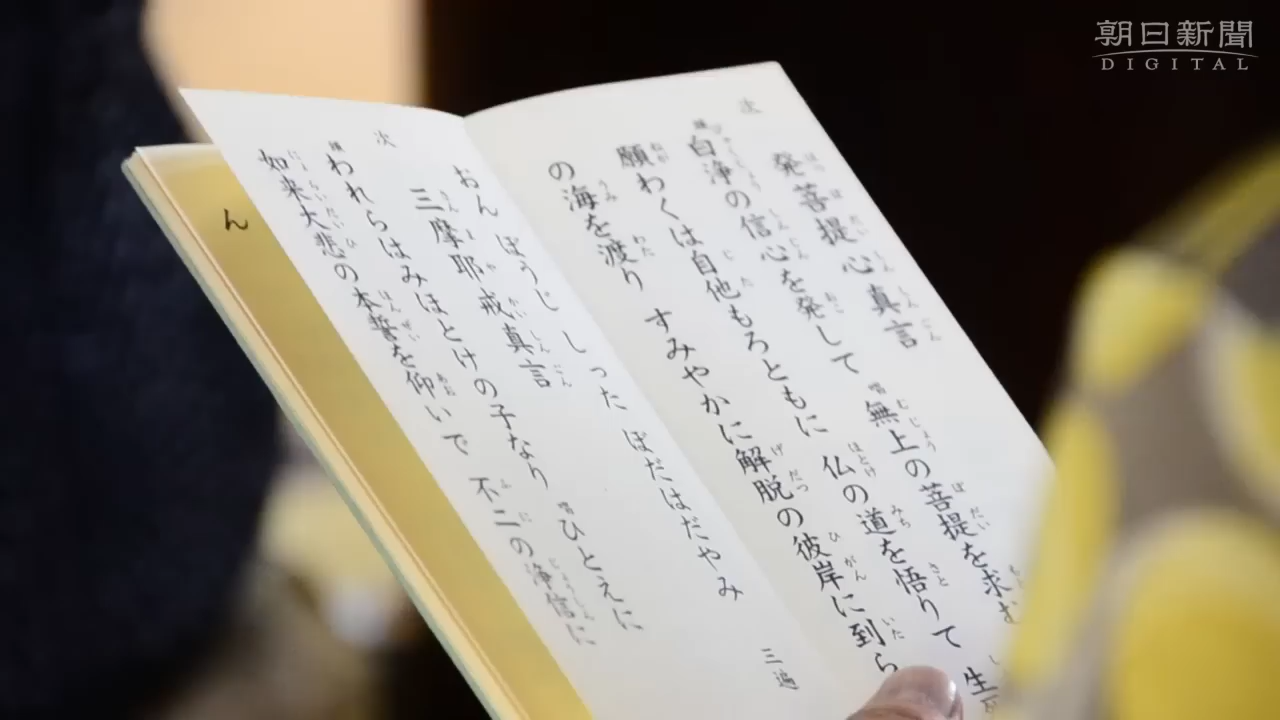 朝日新聞
DIGITAL
次
発菩提心真言
白浄の信心を発して 無上の菩提を求む
願わくは自他もろともに 仏の道を悟りて 生
の海を渡り すみやかに解脱の彼岸に到ら
おん ぼうじ しった ぼだはだやみ
三遍
次
三摩耶戒真言
われらはみほとけの子なり ひとえに
如来大悲の本誓を仰いで 不二の浄信に
ん